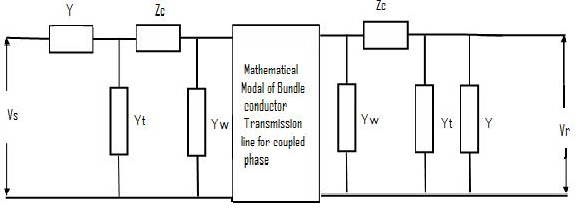 Y
Zc
Zc
Mathematical
Modal of Bundle
conductor
Transmission
line for coupled
phase
Vs
Yt
Yw
Yw
Yt
Y
Vr